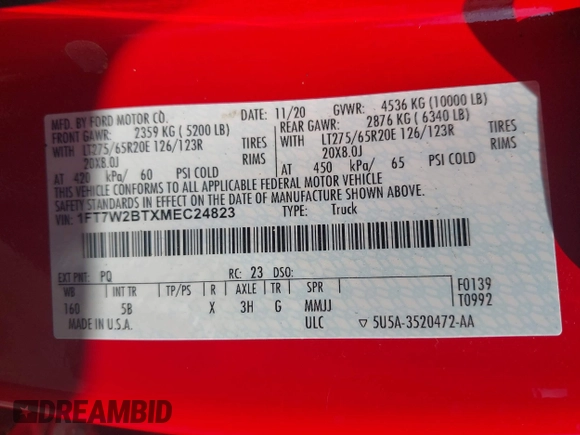 MFD. BY FORD MOTOR CO. DATE: 11/20 GVWR: 4536 KG (10000 LB)
FRONT GAWR: 2359 KG ( 5200 LB) REAR GAWR: 2876 KG ( 6340 LB)
WITH LT275/65R20E 126/123R TIRES WITH LT275/65R20E 126/123R TIRES
20X8.0J RIMS 20X8.0J RIMS
AT 420 kPa/ 60 PSI COLD AT 450 kPa/ 65 PSI COLD
THIS VEHICLE CONFORMS TO ALL APPLICABLE FEDERAL MOTOR VEHICLE
SAFETY STANDARDS IN EFFECT ON THE DATE OF MANUFACTURE SHOWN ABOVE.
VIN: 1FT7W2BTXMEC24823 TYPE: Truck
EXT PNT: PQ RC: 23 DSO:
WB INT TR TP/PS R AXLE TR SPR F0139
160 5B X 3H G MMJJ T0992
MADE IN U.S.A. ULC ▽ 5U5A-3520472-AA
DREAMBID